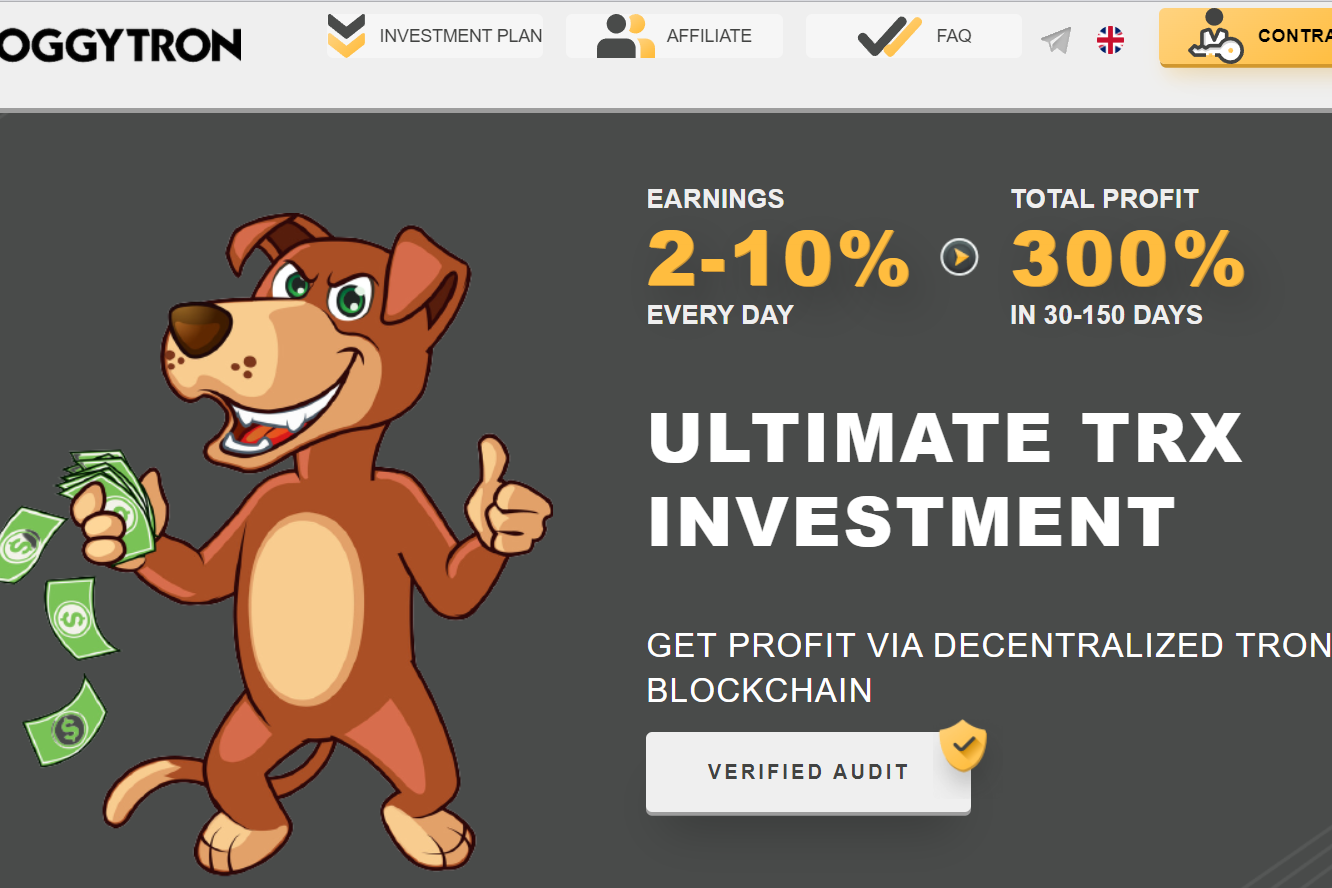 OGGYTRON
INVESTMENT PLAN
AFFILIATE
FAQ
CONTRA
EARNINGS
2-10%
EVERY DAY
TOTAL PROFIT
300%
IN 30-150 DAYS
ULTIMATE TRX
INVESTMENT
GET PROFIT VIA DECENTRALIZED TRON
BLOCKCHAIN
VERIFIED AUDIT